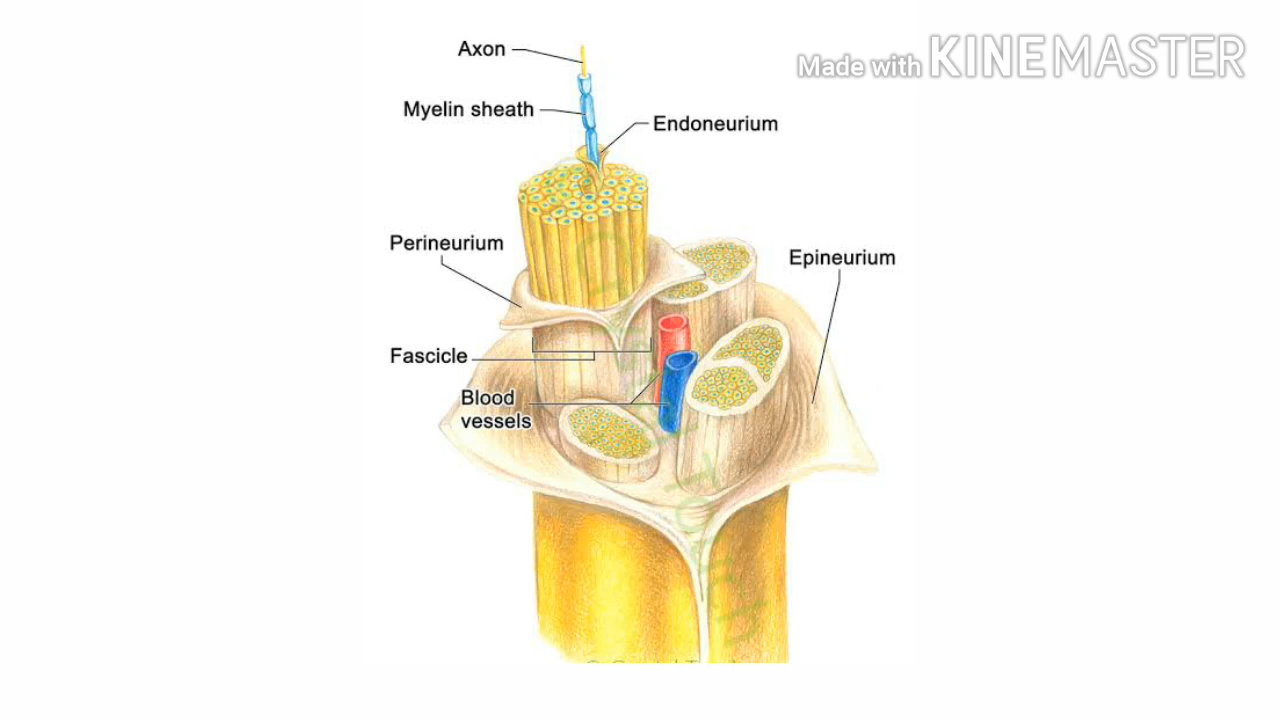 Axon
Made with KINEMASTER
Myelin sheath
Endoneurium
Perineurium
Epineurium
Fascicle
Blood
vessels